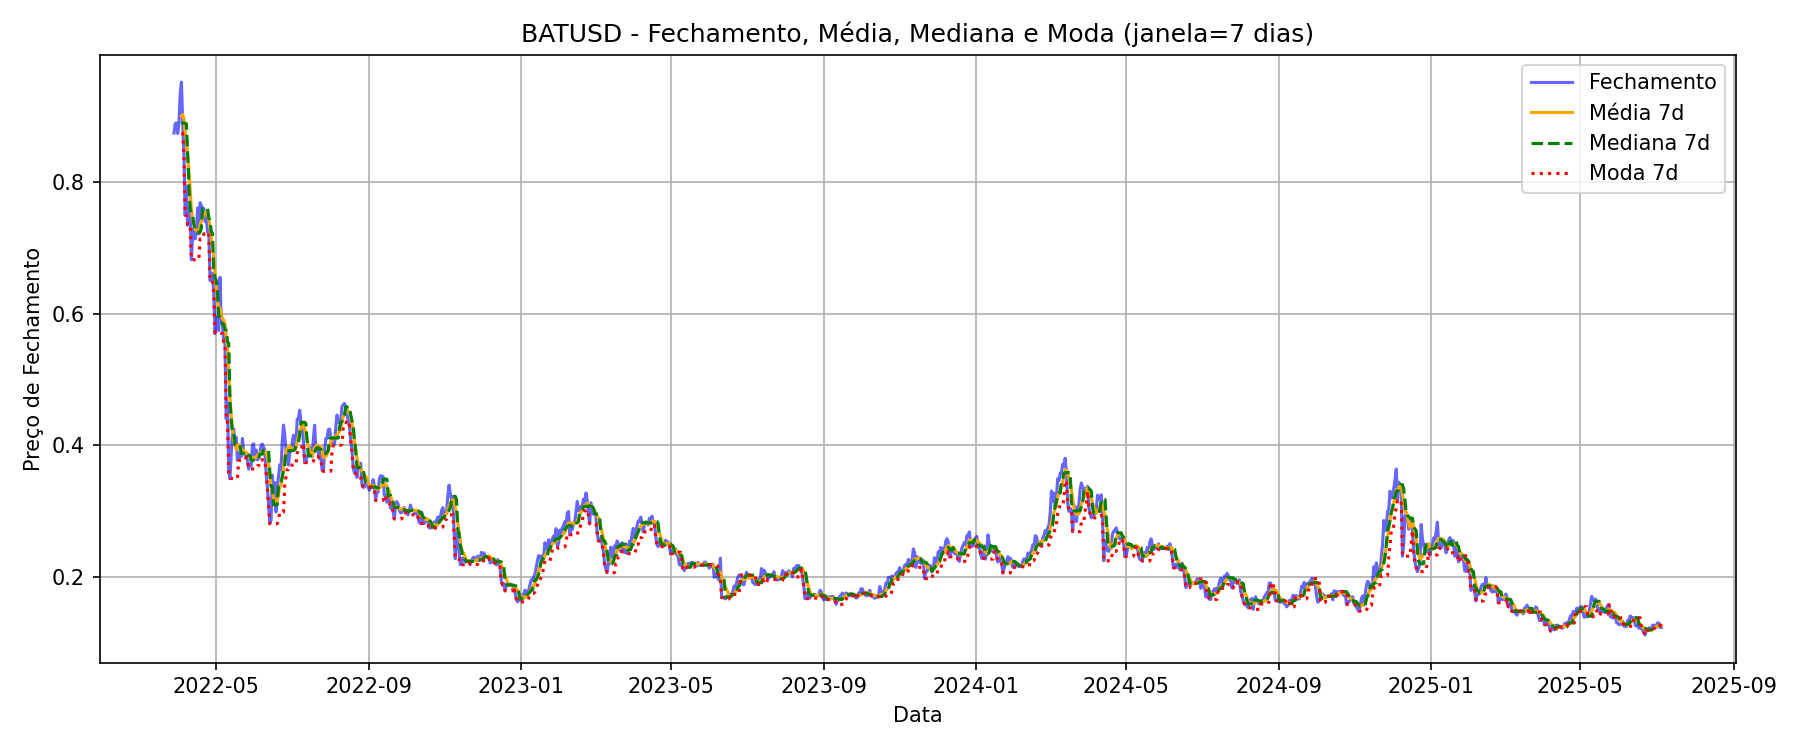 BATUSD - Fechamento, Média, Mediana e Moda (janela=7 dias)
Fechamento
Média 7d
Mediana 7d
Moda 7d
Preço de Fechamento
0.8
0.6
0.4
0.2
2022-05 2022-09 2023-01 2023-05 2023-09 2024-01 2024-05 2024-09 2025-01 2025-05 2025-09
Data